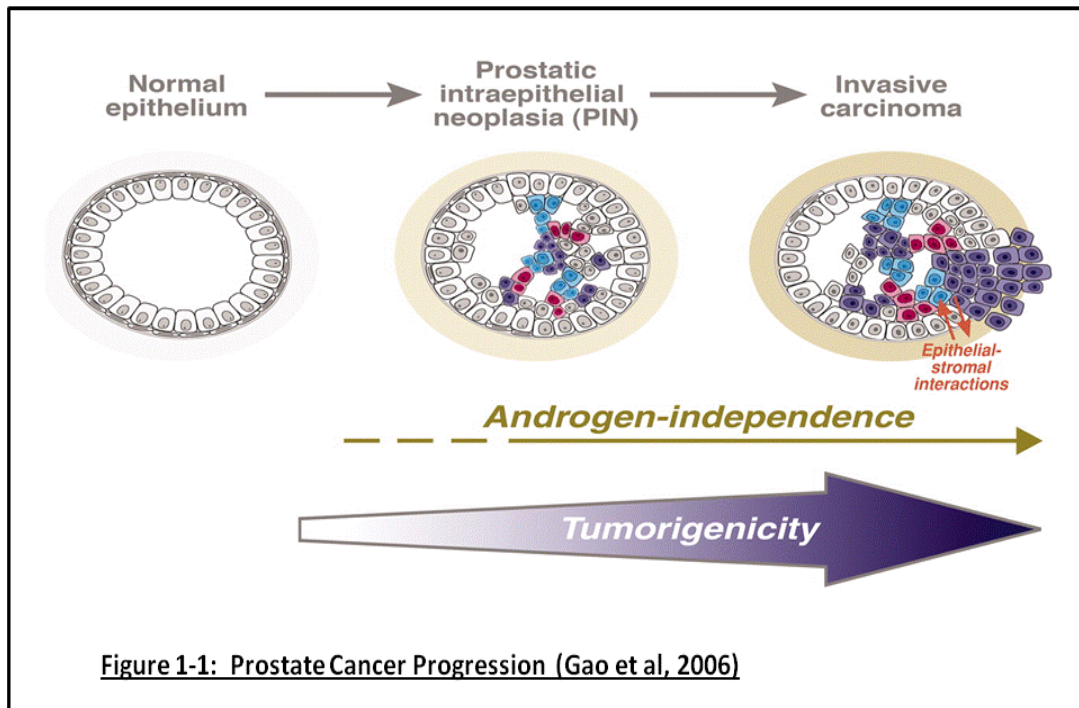 Normal
epithelium
Prostatic
intraepithelial
neoplasia (PIN)
Invasive
carcinoma
Epithelial-
stromal
interactions
Androgen-independence
Tumorigenicity
Figure 1-1:  Prostate Cancer Progression  (Gao et al, 2006)